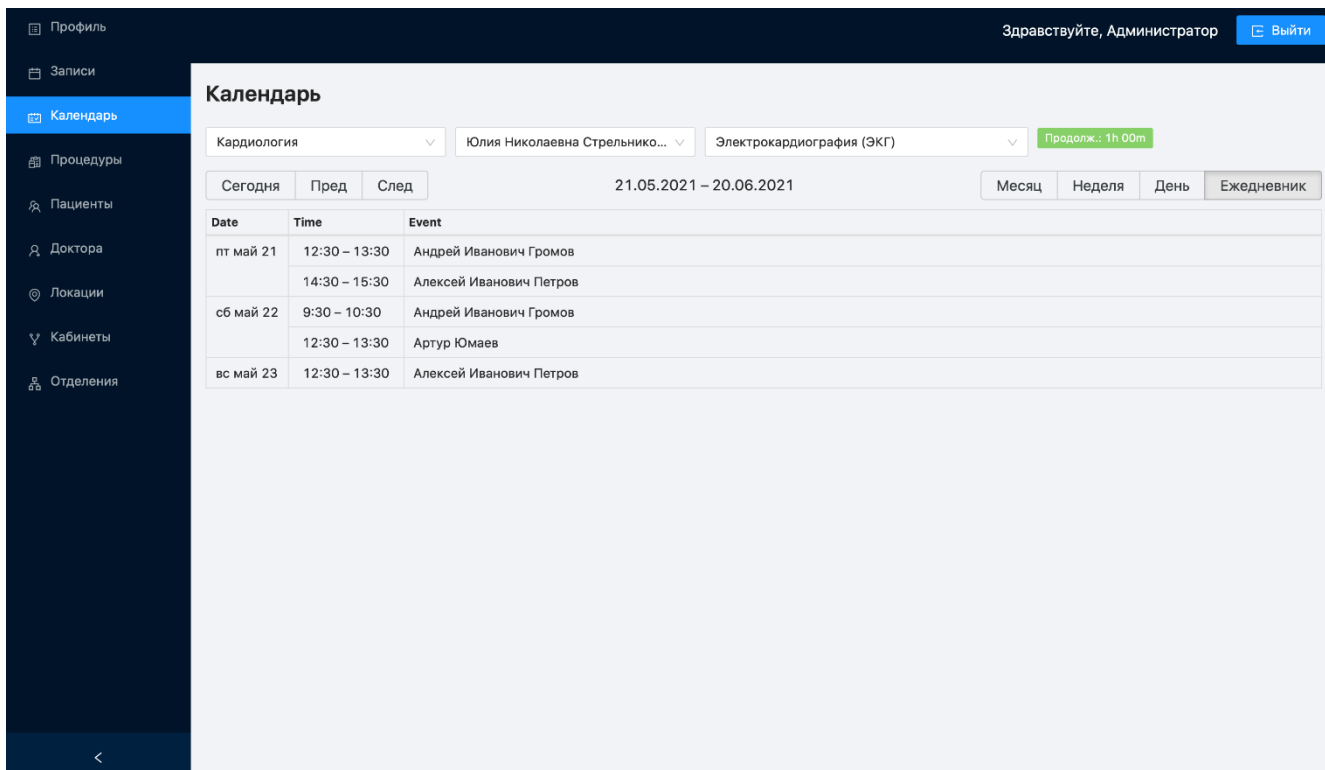 Профиль
Здравствуйте, Администратор
Выйти
Записи
Календарь
Процедуры
Пациенты
Доктора
Локации
Кабинеты
Отделения
Календарь
Кардиология
Юлия Николаевна Стрельнико...
Электрокардиография (ЭКГ)
Продолж.: 1h 00m
Сегодня Пред След
21.05.2021 – 20.06.2021
Месяц Неделя День Ежедневник
Date Time Event
пт май 21 12:30 – 13:30 Андрей Иванович Громов
14:30 – 15:30 Алексей Иванович Петров
сб май 22 9:30 – 10:30 Андрей Иванович Громов
12:30 – 13:30 Артур Юмаев
вс май 23 12:30 – 13:30 Алексей Иванович Петров